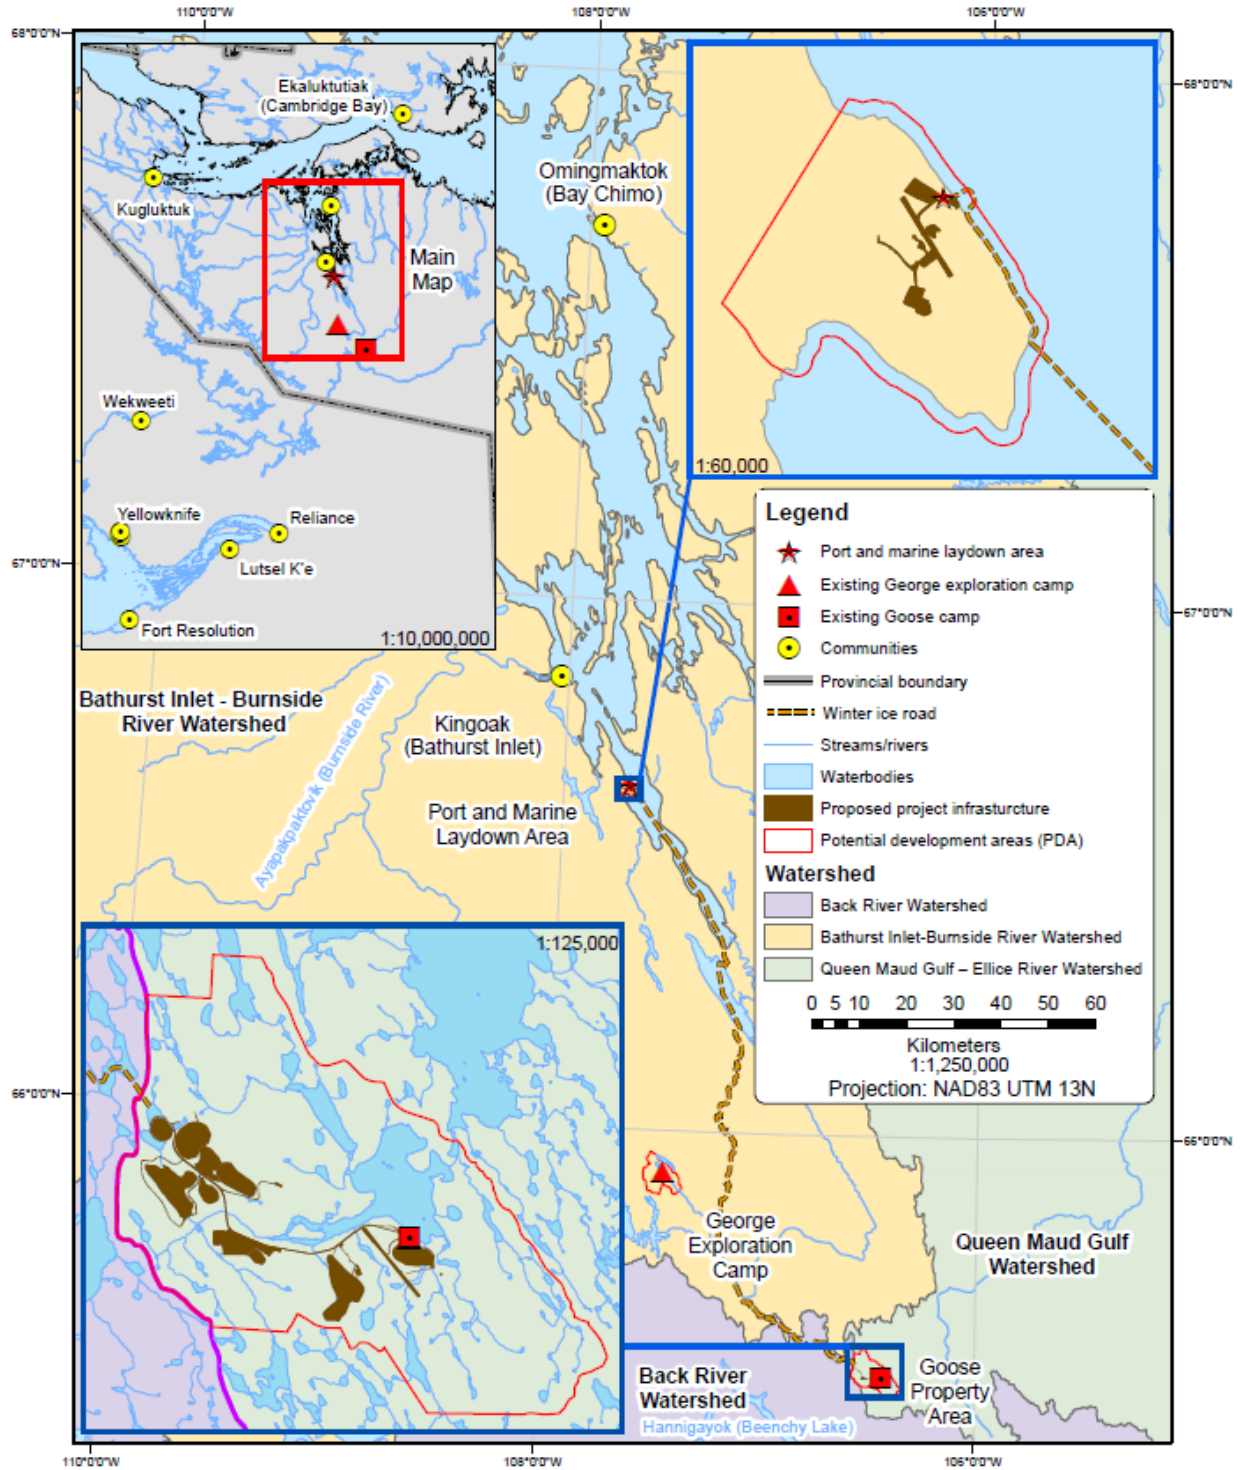 110°0'0"W
108°0'0"W
106°0'0"W
68°0'0"N
68°0'0"N
Ekaluktutiak
(Cambridge Bay)
Kugluktuk
Main
Map
Wekweeti
Yellowknife
Reliance
Lutsel K'e
Fort Resolution
1:10,000,000
Omingmaktok
(Bay Chimo)
1:60,000
67°0'0"N
67°0'0"N
Legend
Port and marine laydown area
Existing George exploration camp
Existing Goose camp
Communities
Provincial boundary
Winter ice road
Streams/rivers
Waterbodies
Proposed project infrasturcture
Potential development areas (PDA)
Watershed
Back River Watershed
Bathurst Inlet-Burnside River Watershed
Queen Maud Gulf – Ellice River Watershed
0 5 10 20 30 40 50 60
Kilometers
1:1,250,000
Projection: NAD83 UTM 13N
Bathurst Inlet - Burnside
River Watershed
Ayapakpaktovik (Burnside River)
Kingoak
(Bathurst Inlet)
Port and Marine
Laydown Area
1:125,000
66°0'0"N
66°0'0"N
George
Exploration
Camp
Queen Maud Gulf
Watershed
Back River
Watershed
Hannigayok (Beenchy Lake)
Goose
Property
Area
110°0'0"W
108°0'0"W
106°0'0"W